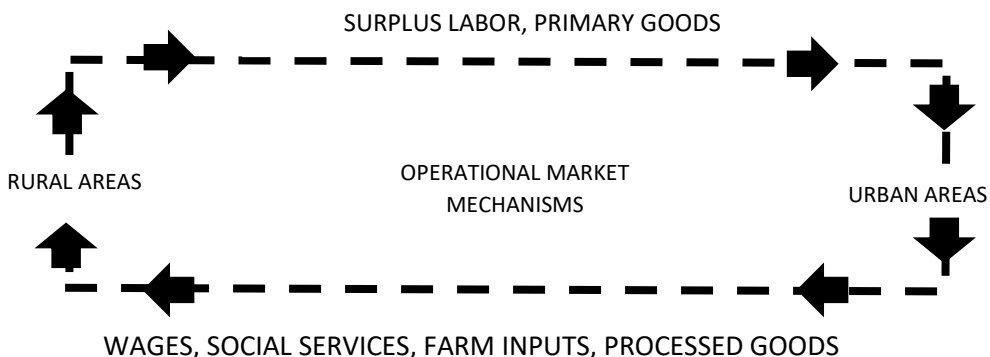 SURPLUS LABOR, PRIMARY GOODS
RURAL AREAS
OPERATIONAL MARKET
MECHANISMS
URBAN AREAS
WAGES, SOCIAL SERVICES, FARM INPUTS, PROCESSED GOODS